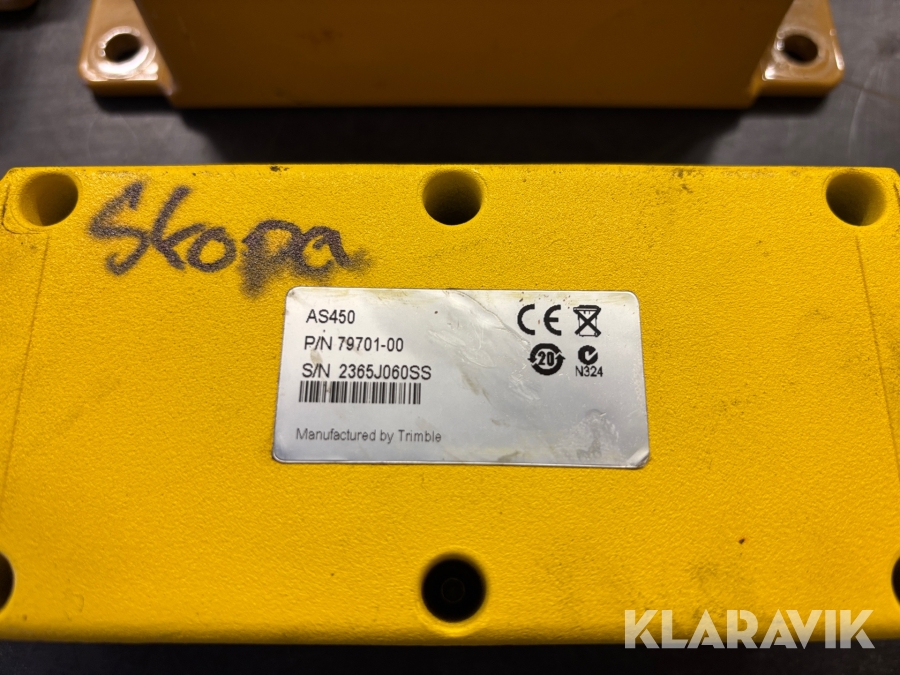 Skopa
AS450
P/N 79701-00
S/N 2365J060SS
Manufactured by Trimble
CE
20
N324
KLARAVIK